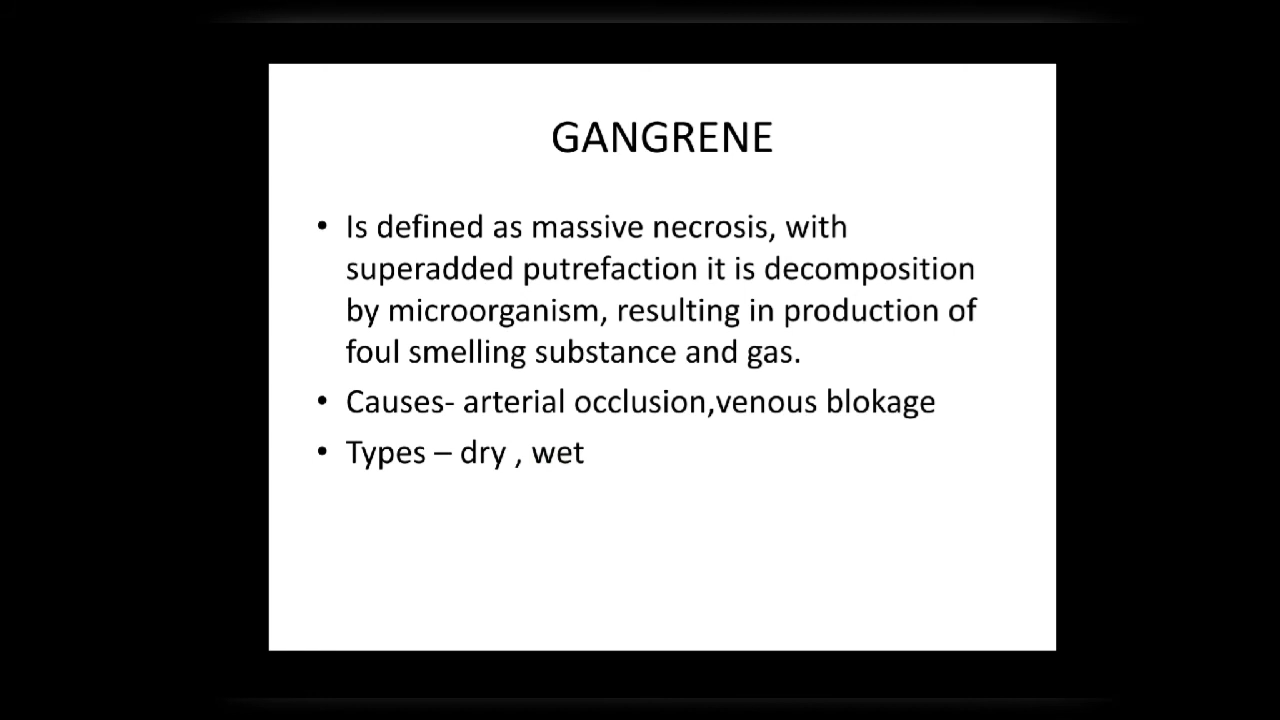 GANGRENE
• Is defined as massive necrosis, with
superadded putrefaction it is decomposition
by microorganism, resulting in production of
foul smelling substance and gas.
• Causes- arterial occlusion,venous blokage
• Types – dry , wet